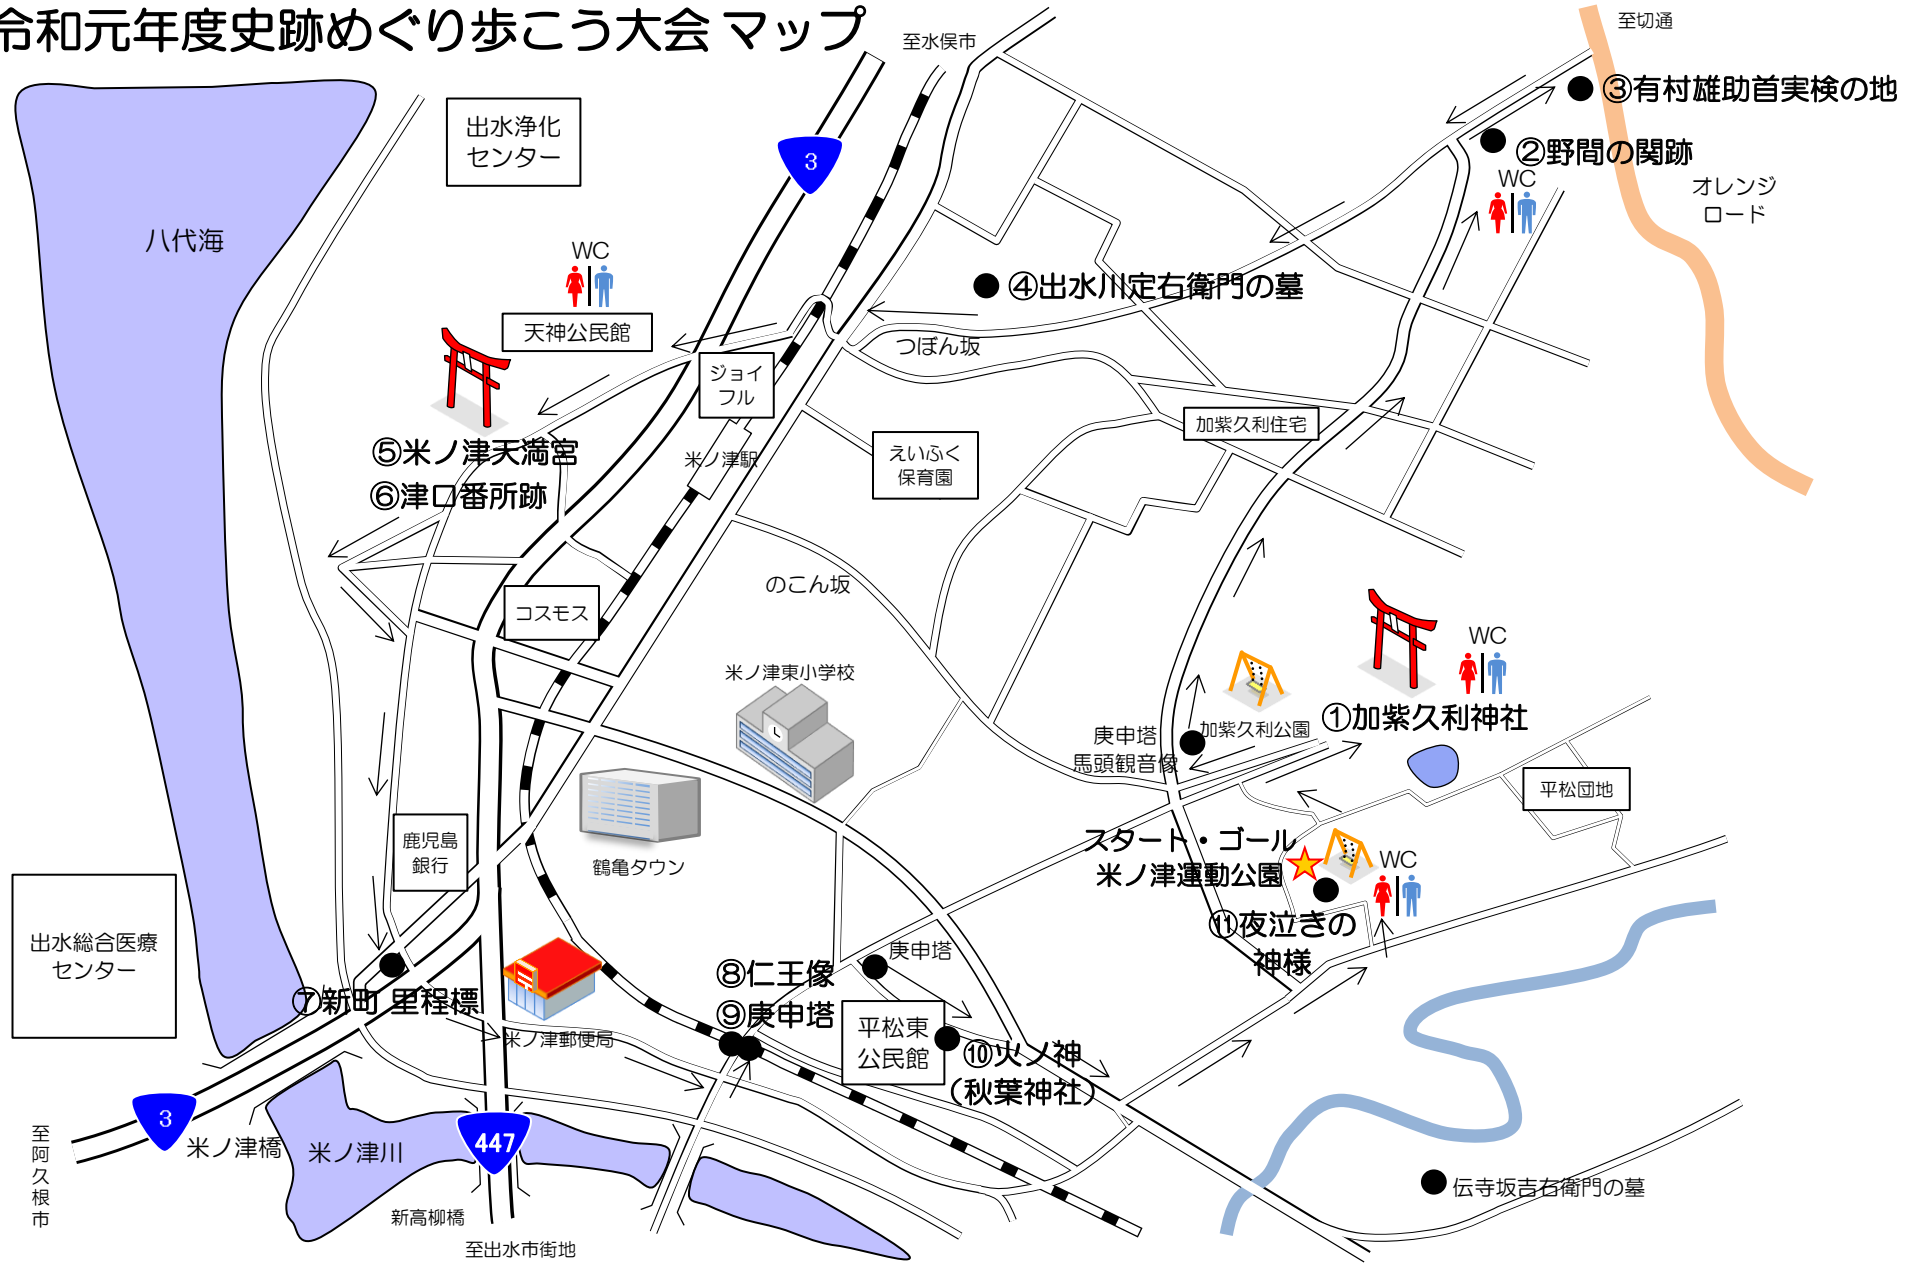 令和元年度史跡めぐり歩こう大会 マップ
至水俣市
至切通
③有村雄助首実検の地
②野間の関跡
WC
オレンジ
ロード
出水浄化
センター
3
八代海
WC
天神公民館
④出水川定右衛門の墓
つぼん坂
ジョイ
フル
加紫久利住宅
⑤米ノ津天満宮
米ノ津駅
えいふく
保育園
⑥津口番所跡
のこん坂
コスモス
米ノ津東小学校
WC
①加紫久利神社
加紫久利公園
庚申塔
馬頭観音像
平松団地
鹿児島
銀行
鶴亀タウン
スタート・ゴール
米ノ津運動公園
WC
⑪夜泣きの
神様
出水総合医療
センター
庚申塔
⑧仁王像
⑨庚申塔
⑦新町 里程標
米ノ津郵便局
平松東
公民館
⑩火ノ神
（秋葉神社）
3
米ノ津橋
米ノ津川
447
至阿久根市
伝寺坂吉右衛門の墓
新高柳橋
至出水市街地